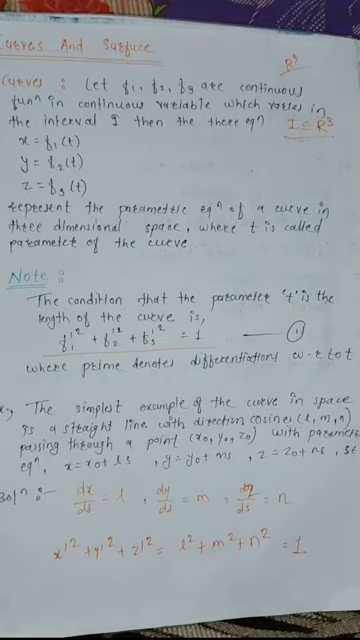 Curves And Surface
R³
Curves : Let f₁, f₂, f₃ are continuous
funⁿ in continuous variable which varies in
the interval I then the there eqⁿ I ⊆ R³
x = f₁(t)
y = f₂(t)
z = f₃(t)
represent the parametric eqⁿ of a curve in
three dimensional space, where t is called
parameter of the curve.
Note :
The condition that the parameter 't' is the
length of the curve is,
f₁'² + f₂'² + f₃'² = 1 —— ①
where prime denotes differentiations w.r to t
The simplest example of the curve in space
is a straight line with direction cosines (l, m, n)
passing through a point (x₀, y₀, z₀) with parametr
eqⁿ, x = x₀ + ls , y = y₀ + ms , z = z₀ + ns,
Solⁿ :- dx/ds = l , dy/ds = m , dz/ds = n
x'² + y'² + z'² = l² + m² + n² = 1